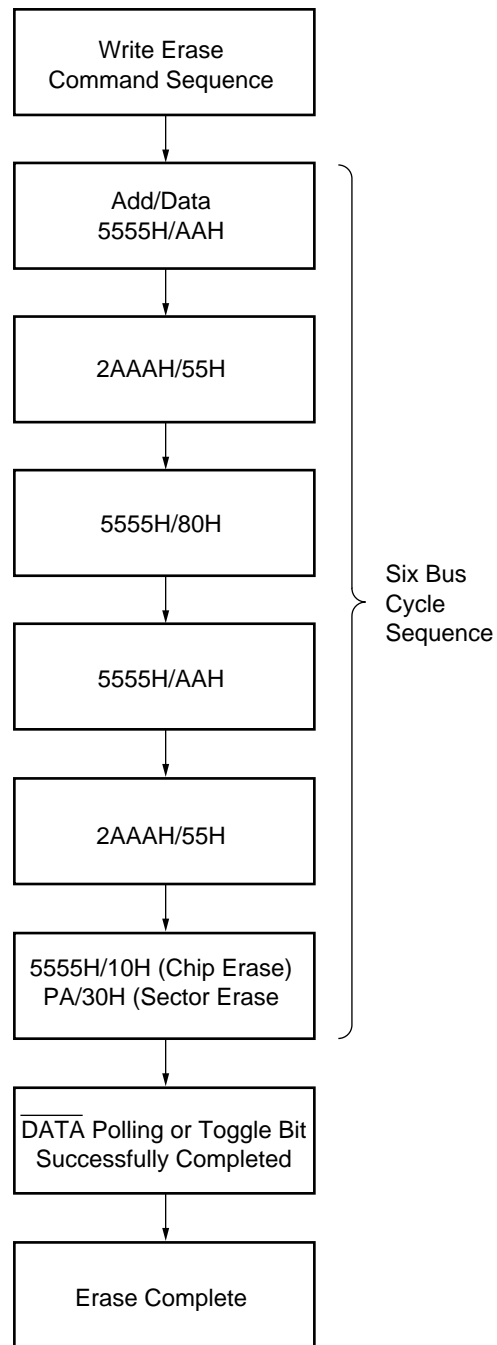 Write Erase
Command Sequence
Add/Data
5555H/AAH
2AAAH/55H
5555H/80H
5555H/AAH
2AAAH/55H
5555H/10H (Chip Erase)
PA/30H (Sector Erase
Six Bus
Cycle
Sequence
DATA Polling or Toggle Bit
Successfully Completed
Erase Complete